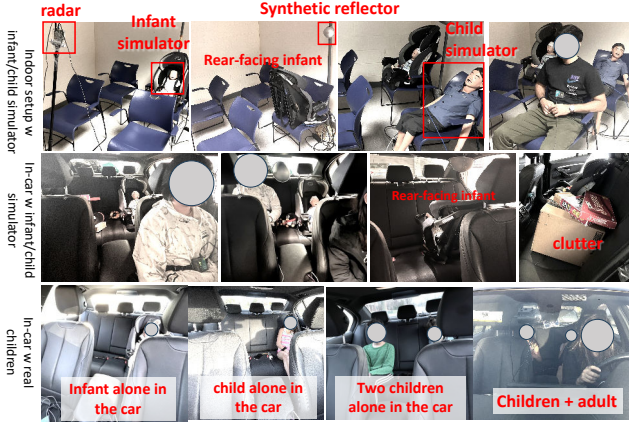 radar
Infant
simulator
Synthetic reflector
Rear-facing infant
Child
simulator
Indoor setup w
infant/child simulator
In-car w infant/child
simulator
Rear-facing infant
clutter
In-car w real
children
Infant alone in
the car
child alone in
the car
Two children
alone in the car
Children + adult